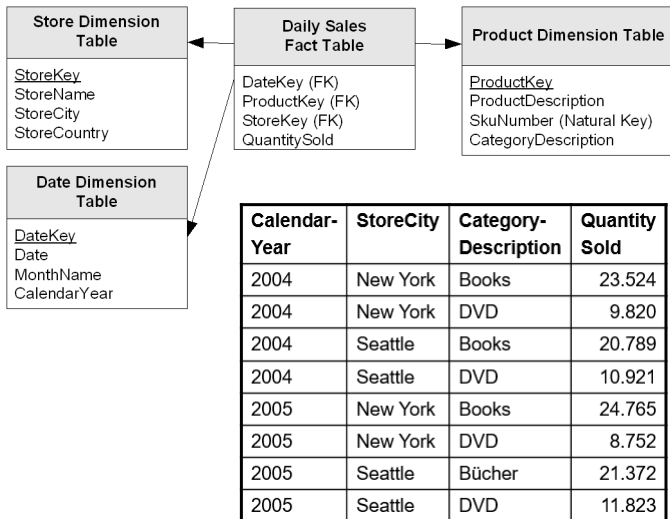 Store Dimension
Table
StoreKey
StoreName
StoreCity
StoreCountry
Daily Sales
Fact Table
DateKey (FK)
ProductKey (FK)
StoreKey (FK)
QuantitySold
Product Dimension Table
ProductKey
ProductDescription
SkuNumber (Natural Key)
CategoryDescription
Date Dimension
Table
DateKey
Date
MonthName
CalendarYear
Calendar-
Year
StoreCity
Category-
Description
Quantity
Sold
2004 New York Books 23.524
2004 New York DVD 9.820
2004 Seattle Books 20.789
2004 Seattle DVD 10.921
2005 New York Books 24.765
2005 New York DVD 8.752
2005 Seattle Bücher 21.372
2005 Seattle DVD 11.823